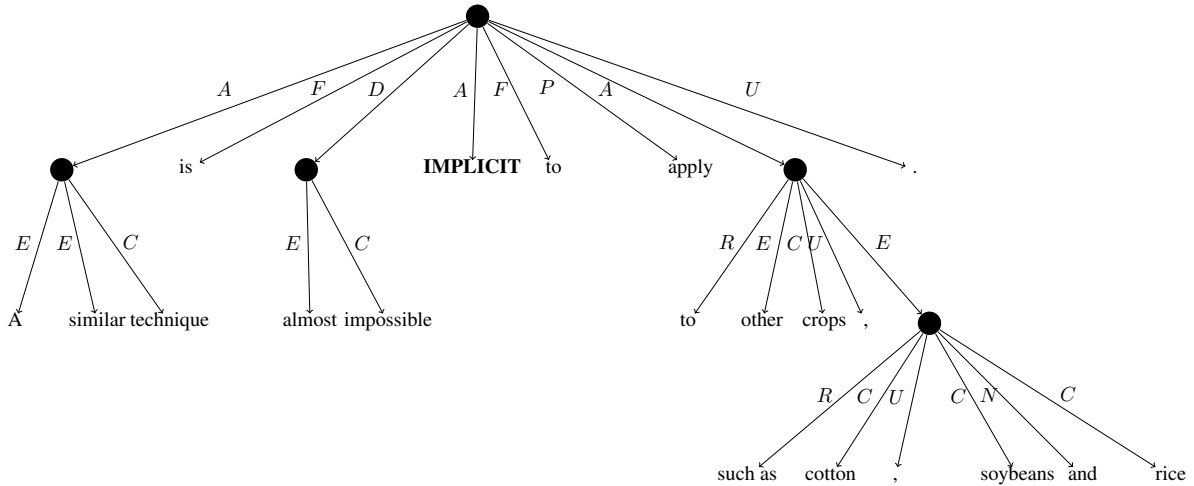 A F D A F P A U
is IMPLICIT to apply .
E E C E C R E C U E
A similar technique almost impossible to other crops ,
R C U C N C
such as cotton , soybeans and rice